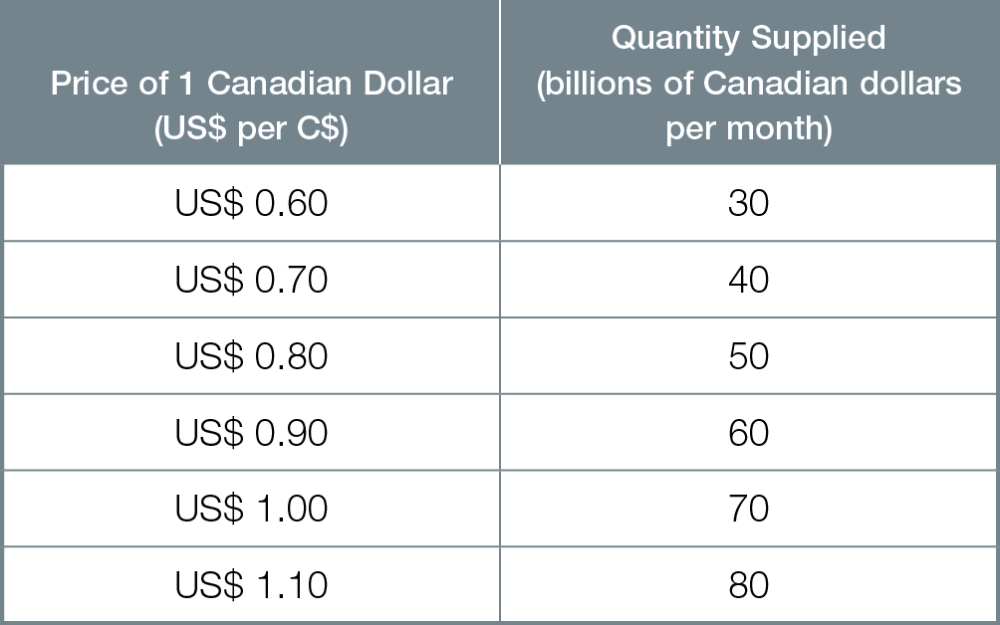 Price of 1 Canadian Dollar
(US$ per C$)
Quantity Supplied
(billions of Canadian dollars
per month)
US$ 0.60 30
US$ 0.70 40
US$ 0.80 50
US$ 0.90 60
US$ 1.00 70
US$ 1.10 80